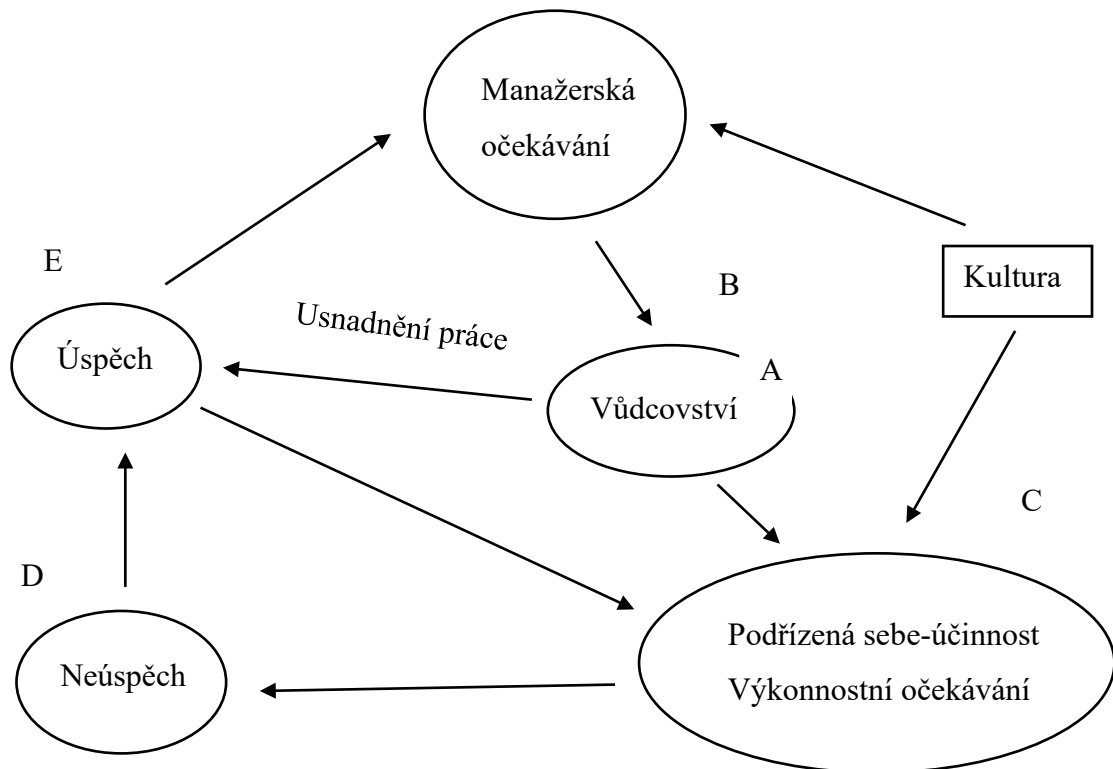 Manažerská
očekávání
E
Kultura
B
Usnadnění práce
Úspěch
A
Vůdcovství
C
D
Podřízená sebe-účinnost
Neúspěch
Výkonnostní očekávání